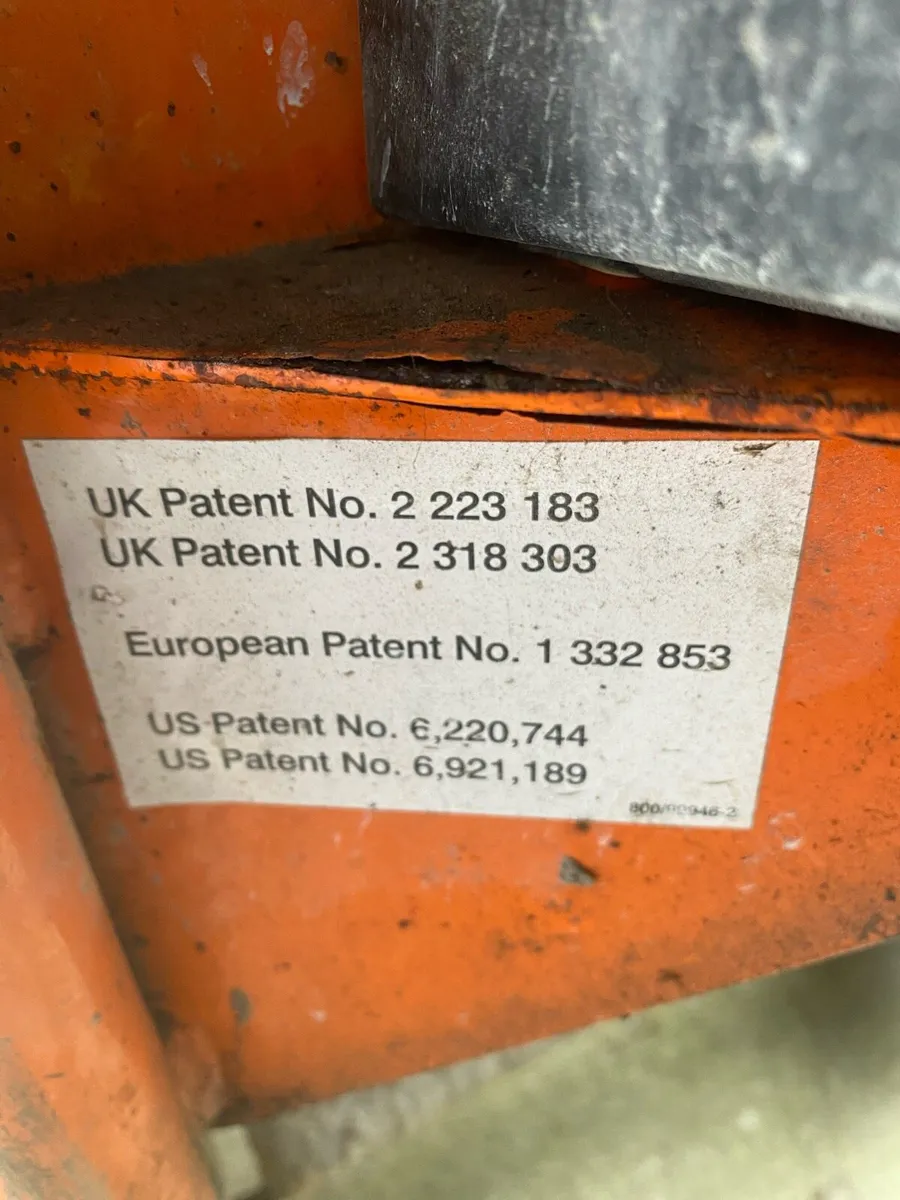 UK Patent No. 2 223 183
UK Patent No. 2 318 303
European Patent No. 1 332 853
US Patent No. 6,220,744
US Patent No. 6,921,189